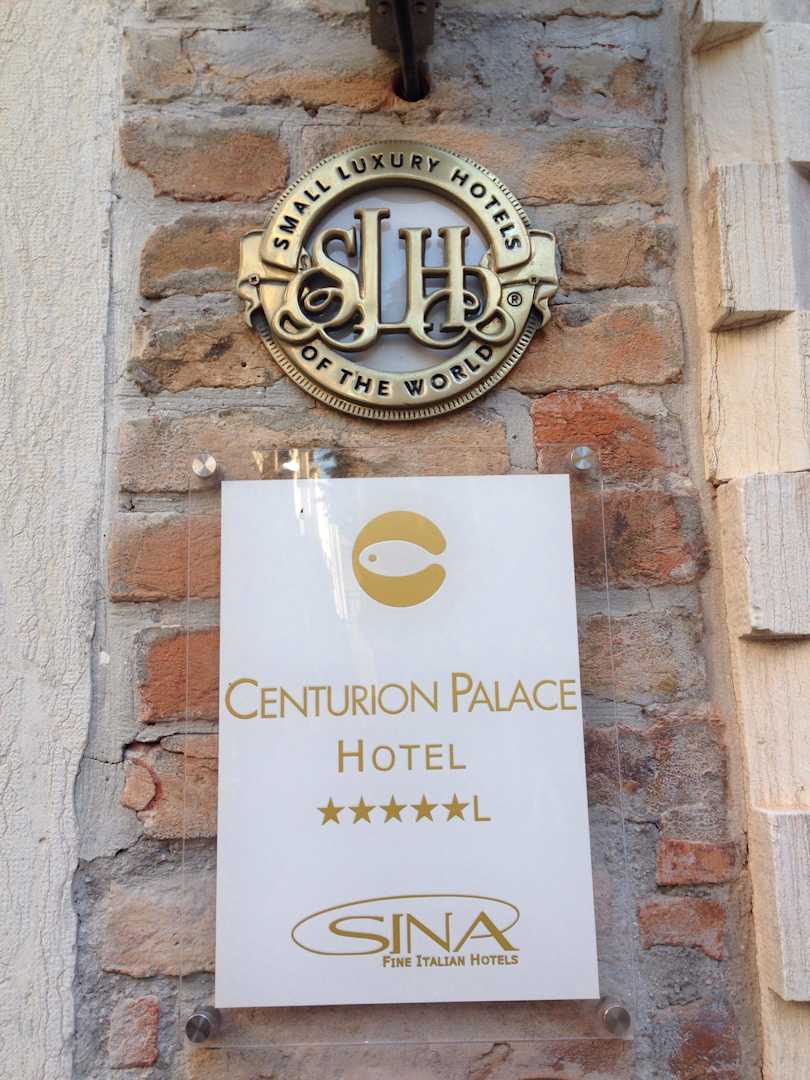 SMALL LUXURY HOTELS
SLH
®
OF THE WORLD
CENTURION PALACE
HOTEL
★★★★★L
SINA
FINE ITALIAN HOTELS